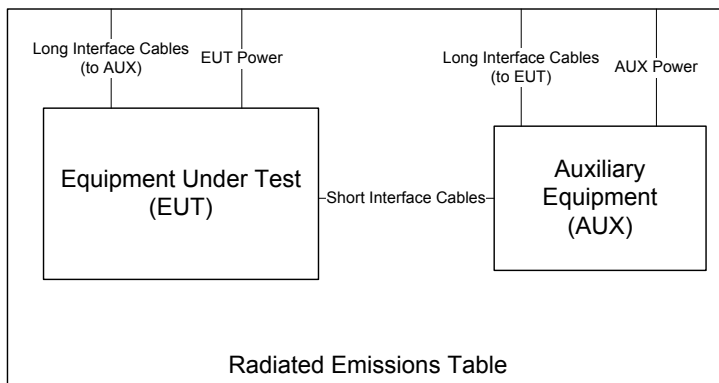 Long Interface Cables
(to AUX)
EUT Power
Long Interface Cables
(to EUT)
AUX Power
Equipment Under Test
(EUT)
Short Interface Cables
Auxiliary
Equipment
(AUX)
Radiated Emissions Table